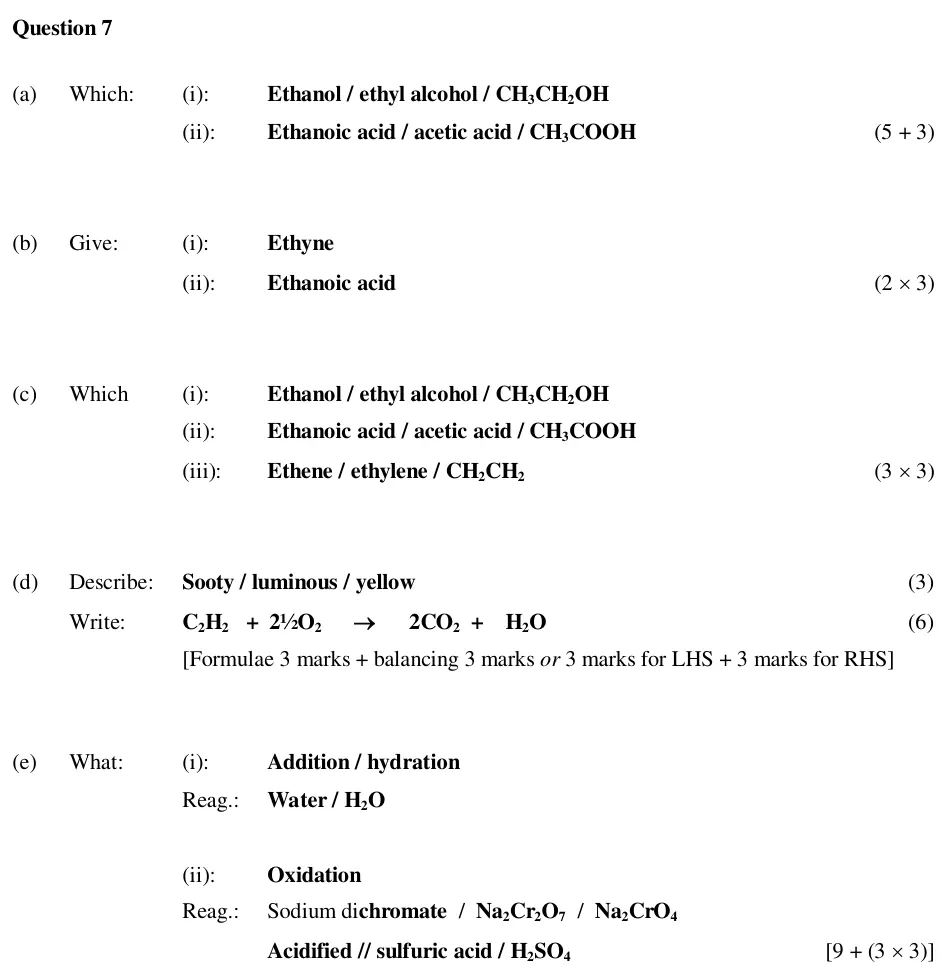 Question 7
(a) Which: (i): Ethanol / ethyl alcohol / CH₃CH₂OH
(ii): Ethanoic acid / acetic acid / CH₃COOH (5 + 3)
(b) Give: (i): Ethyne
(ii): Ethanoic acid (2 × 3)
(c) Which (i): Ethanol / ethyl alcohol / CH₃CH₂OH
(ii): Ethanoic acid / acetic acid / CH₃COOH
(iii): Ethene / ethylene / CH₂CH₂ (3 × 3)
(d) Describe: Sooty / luminous / yellow (3)
Write: C₂H₂ + 2½O₂ → 2CO₂ + H₂O (6)
[Formulae 3 marks + balancing 3 marks or 3 marks for LHS + 3 marks for RHS]
(e) What: (i): Addition / hydration
Reag.: Water / H₂O
(ii): Oxidation
Reag.: Sodium dichromate / Na₂Cr₂O₇ / Na₂CrO₄
Acidified // sulfuric acid / H₂SO₄ [9 + (3 × 3)]